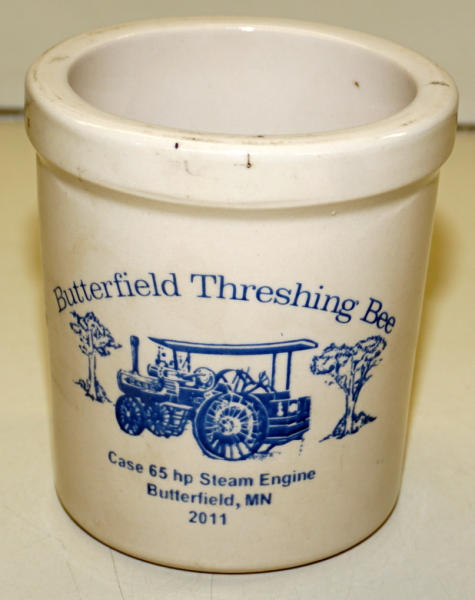 Butterfield Threshing Bee
Case 65 hp Steam Engine
Butterfield, MN
2011